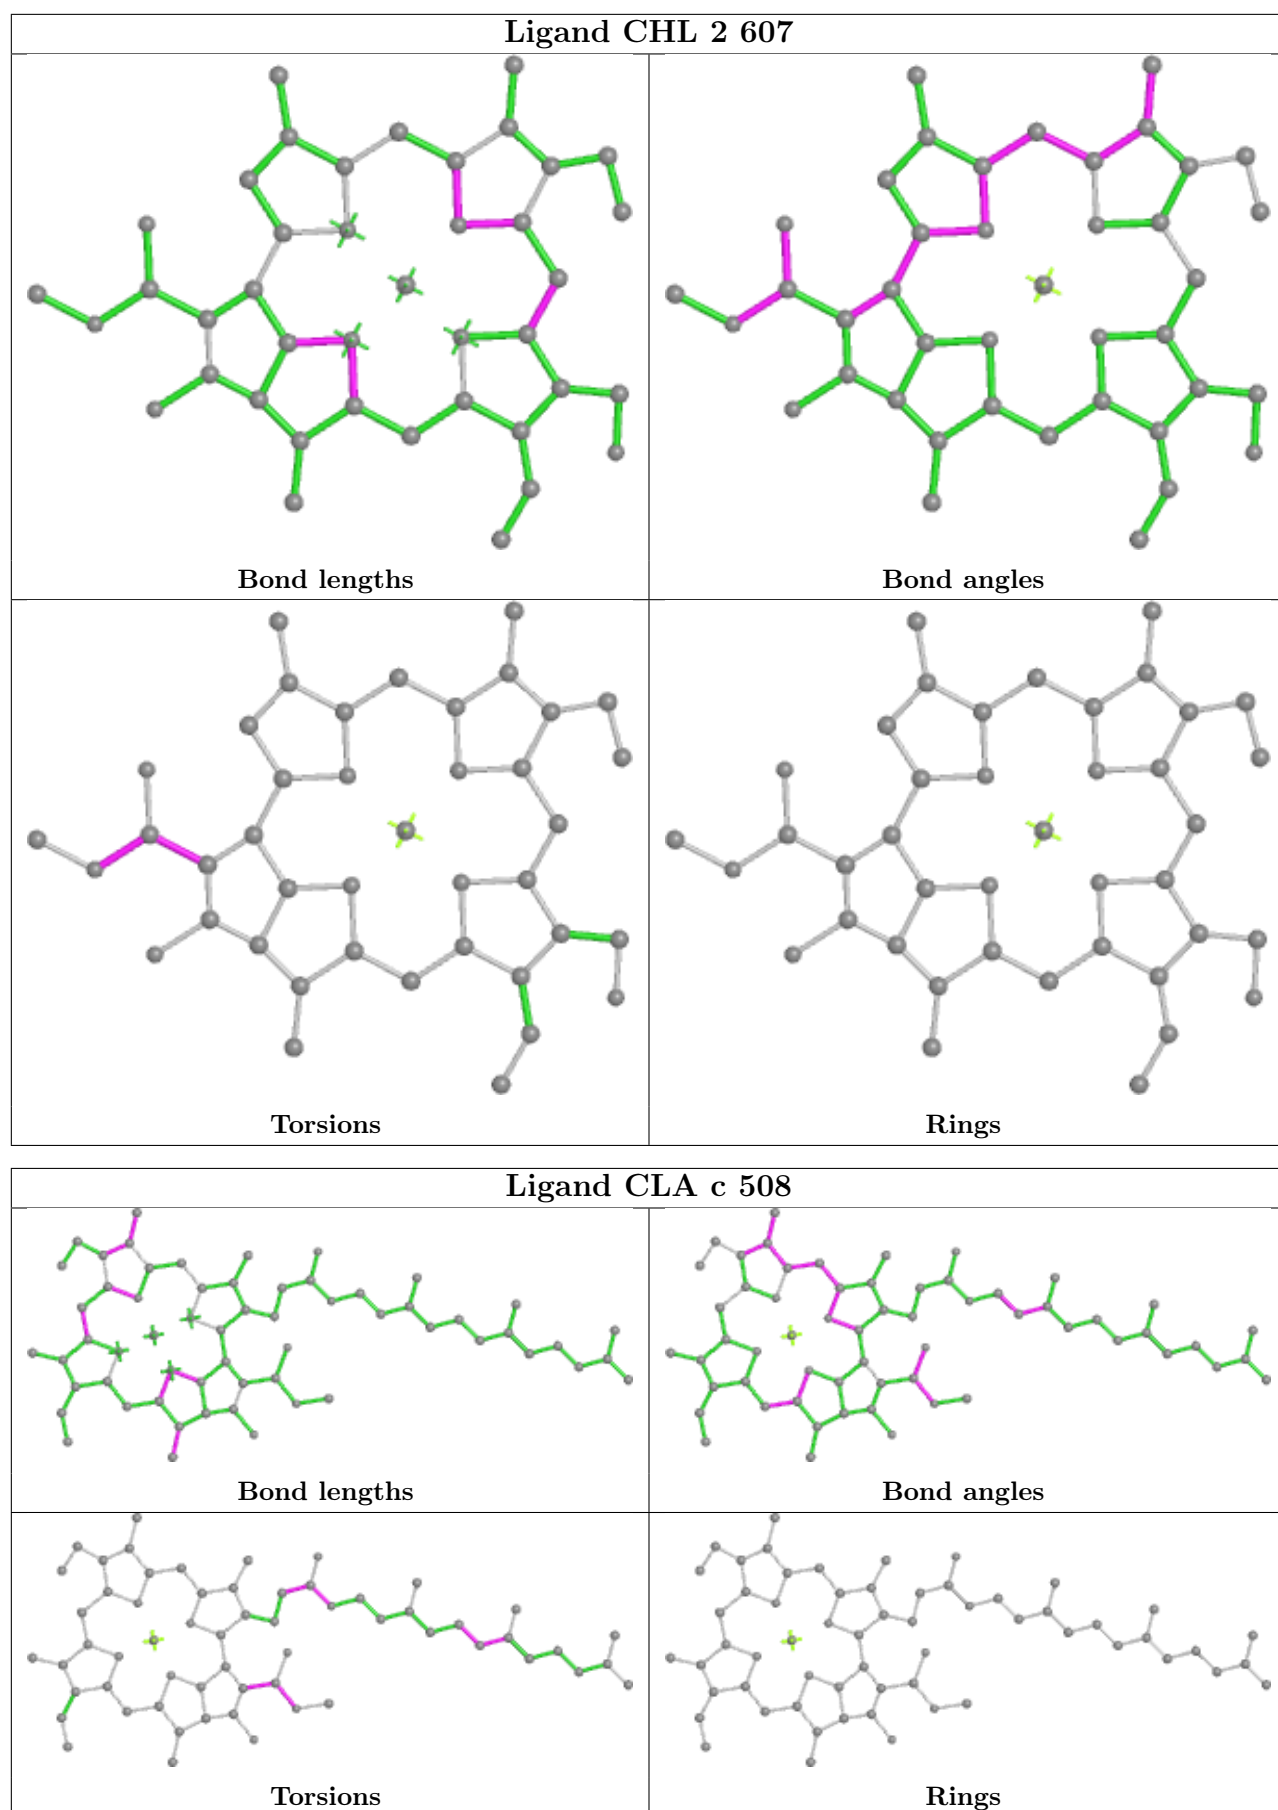 Ligand CHL 2 607
Bond lengths
Bond angles
Torsions
Rings
Ligand CLA c 508
Bond lengths
Bond angles
Torsions
Rings